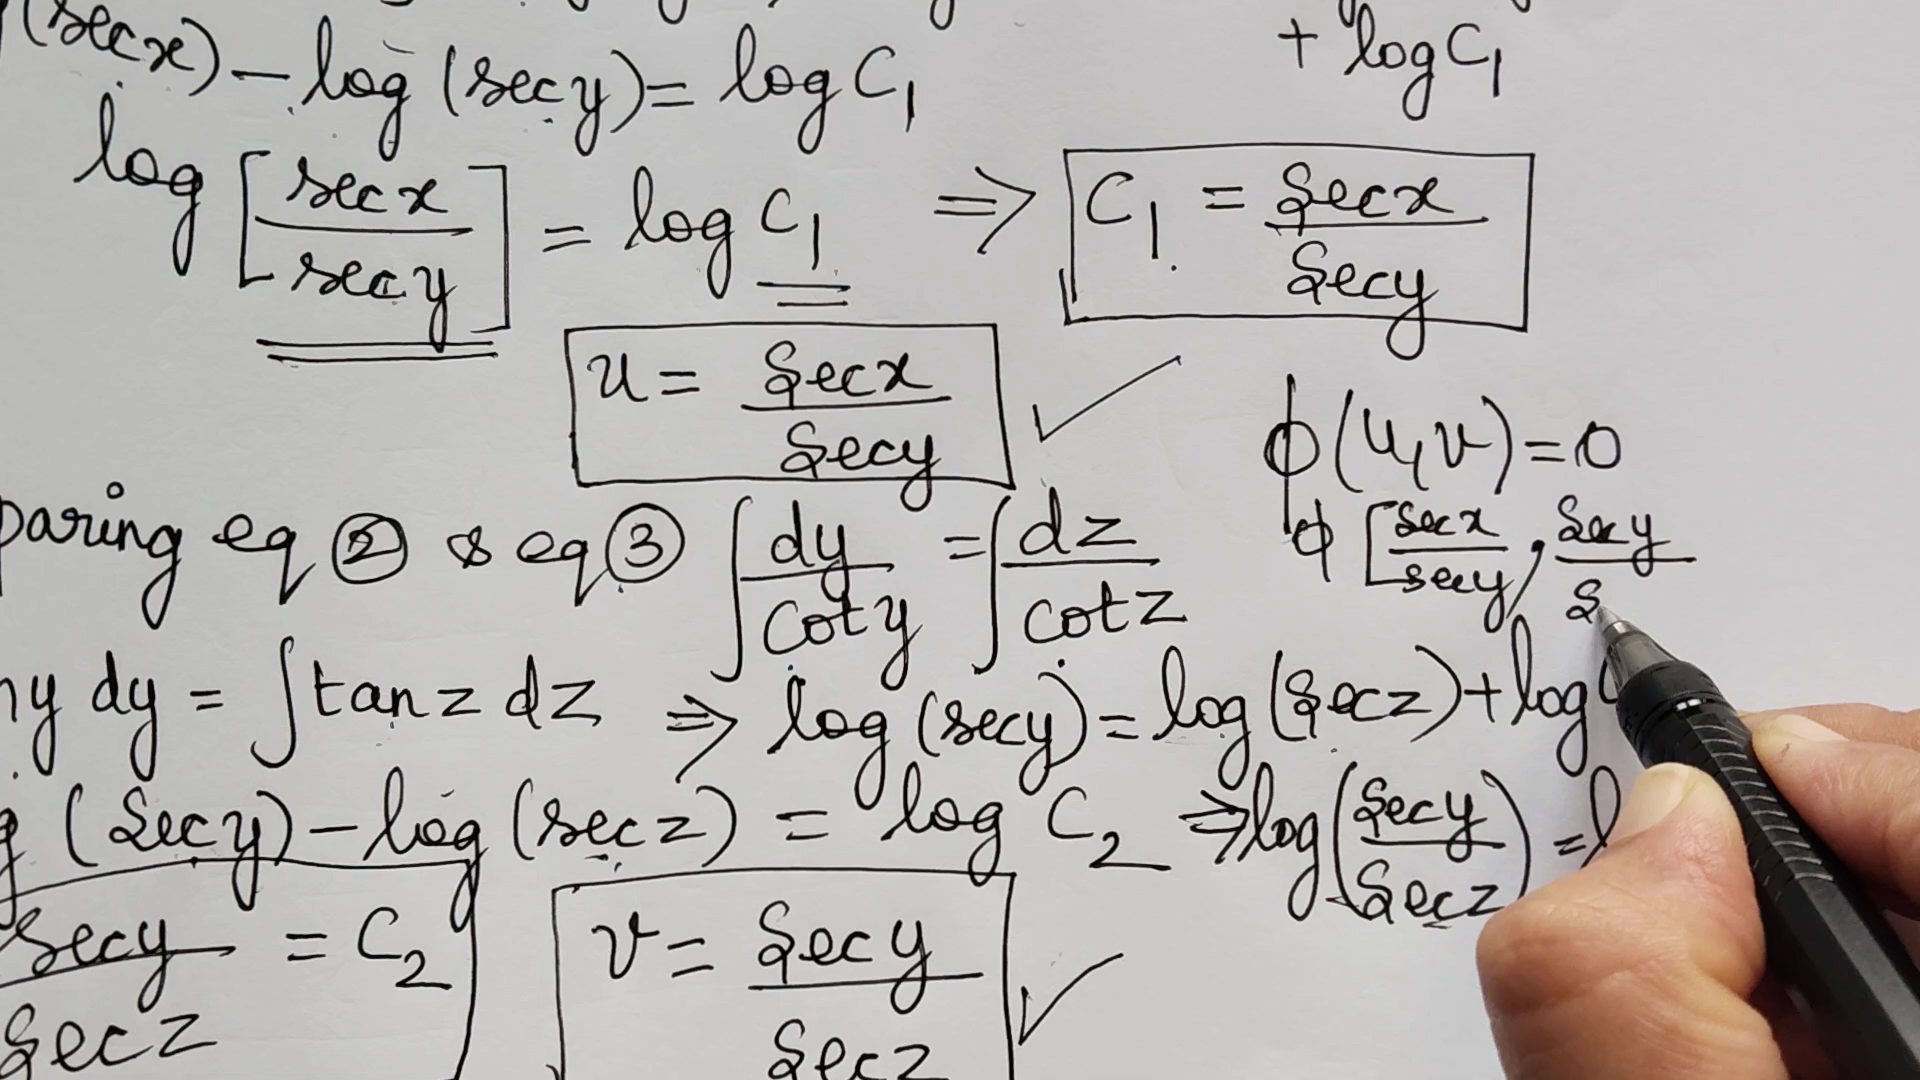 (secx) - log (secy) = log C₁
+ log C₁
log [secx / secy] = log C₁ ⇒ C₁ = Secx / Secy
u = Secx / Secy
ϕ (u, v) = 0
ϕ [secx / secy, Secy / S
paring eq ② & eq ③ ∫ dy / Cot y = ∫ dz / cot z
ny dy = ∫ tan z dz ⇒ log (secy) = log (Secz) + log
(Secy) - log (secz) = log C₂ ⇒ log (Secy / Secz) =
Secy / Secz = C₂
v = Secy / Secz